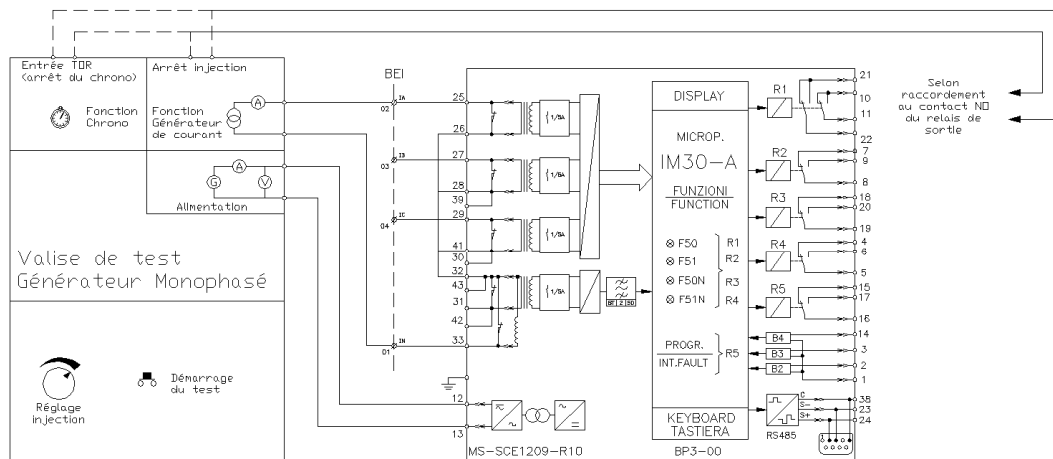 Entrée TOR
(arrêt du chrono)
Arrêt injection
Fonction
Chrono
Fonction
Générateur
de courant
A
A
G
V
Alimentation
Valise de test
Générateur Monophasé
Réglage
injection
Démarrage
du test
BEI
IA
02
IB
03
IC
04
IN
01
25
26
27
28
39
29
41
30
32
43
31
42
33
12
13
1/5A
1/5A
1/5A
1/5A
MS-SCE1209-R10
DISPLAY
MICROP.
IM30-A
FUNZIONI
FUNCTION
F50 R1
F51 R2
F50N R3
F51N R4
PROGR.
INT.FAULT
R5
KEYBOARD
TASTIERA
BP3-00
R1
R2
R3
R4
R5
B4
B3
B2
C
S-
S+
RS485
21
10
11
22
7
9
8
18
20
19
4
6
5
15
17
16
14
3
2
1
38
23
24
Selon
raccordement
au contact NO
du relais de
sortie